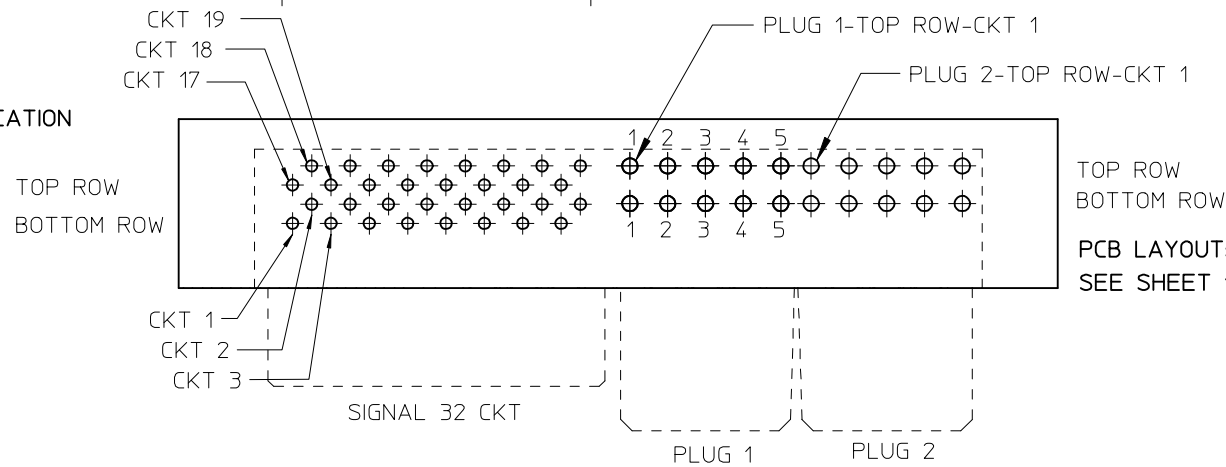 CKT 19
PLUG 1-TOP ROW-CKT 1
CKT 18
PLUG 2-TOP ROW-CKT 1
CKT 17
1 2 3 4 5
TOP ROW
TOP ROW
BOTTOM ROW
BOTTOM ROW
1 2 3 4 5
PCB LAYOUT
SEE SHEET
CKT 1
CKT 2
CKT 3
SIGNAL 32 CKT
PLUG 1
PLUG 2